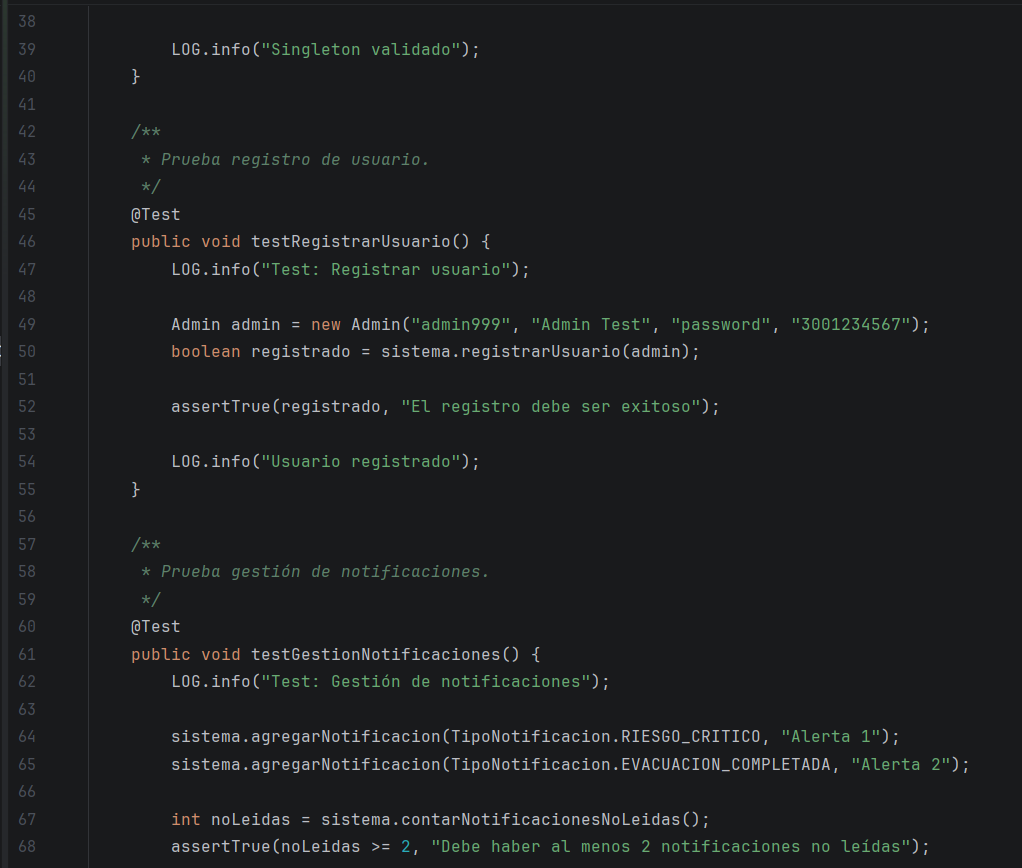 38
39 LOG.info("Singleton validado");
40 }
41
42 /**
43 * Prueba registro de usuario.
44 */
45 @Test
46 public void testRegistrarUsuario() {
47 LOG.info("Test: Registrar usuario");
48
49 Admin admin = new Admin("admin999", "Admin Test", "password", "3001234567");
50 boolean registrado = sistema.registrarUsuario(admin);
51
52 assertTrue(registrado, "El registro debe ser exitoso");
53
54 LOG.info("Usuario registrado");
55 }
56
57 /**
58 * Prueba gestión de notificaciones.
59 */
60 @Test
61 public void testGestionNotificaciones() {
62 LOG.info("Test: Gestión de notificaciones");
63
64 sistema.agregarNotificacion(TipoNotificacion.RIESGO_CRITICO, "Alerta 1");
65 sistema.agregarNotificacion(TipoNotificacion.EVACUACION_COMPLETADA, "Alerta 2");
66
67 int noLeidas = sistema.contarNotificacionesNoLeidas();
68 assertTrue(noLeidas >= 2, "Debe haber al menos 2 notificaciones no leídas");